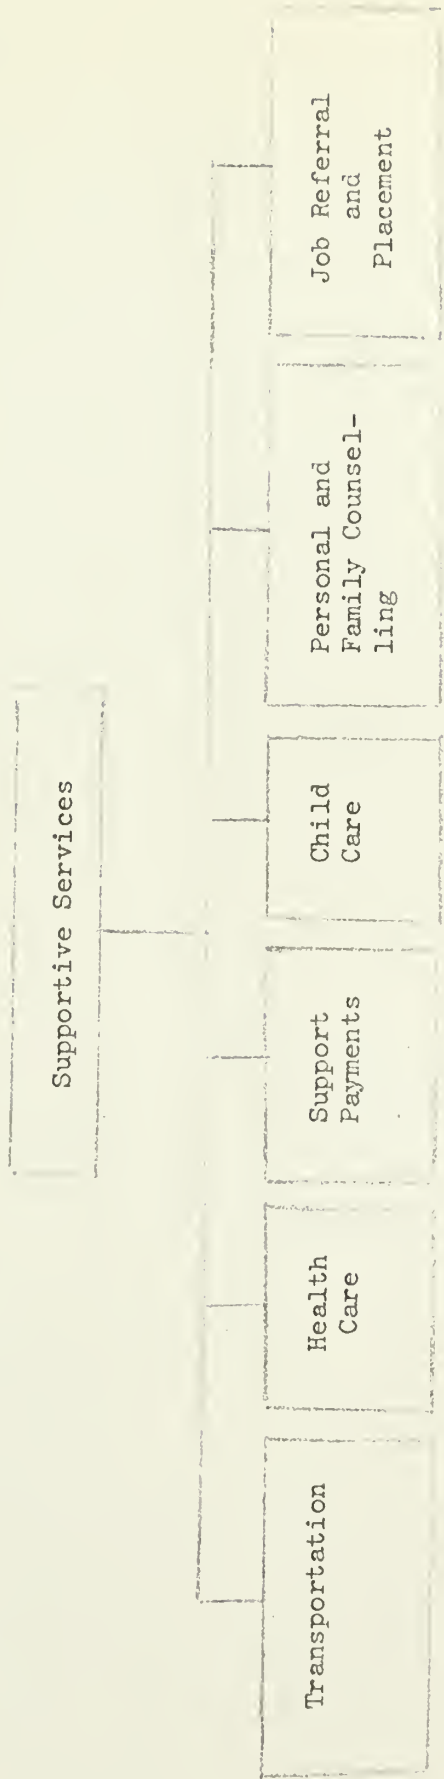 Supportive Services
Transportation
Health
Care
Support
Payments
Child
Care
Personal and
Family Counsel-
ling
Job Referral
and
Placement